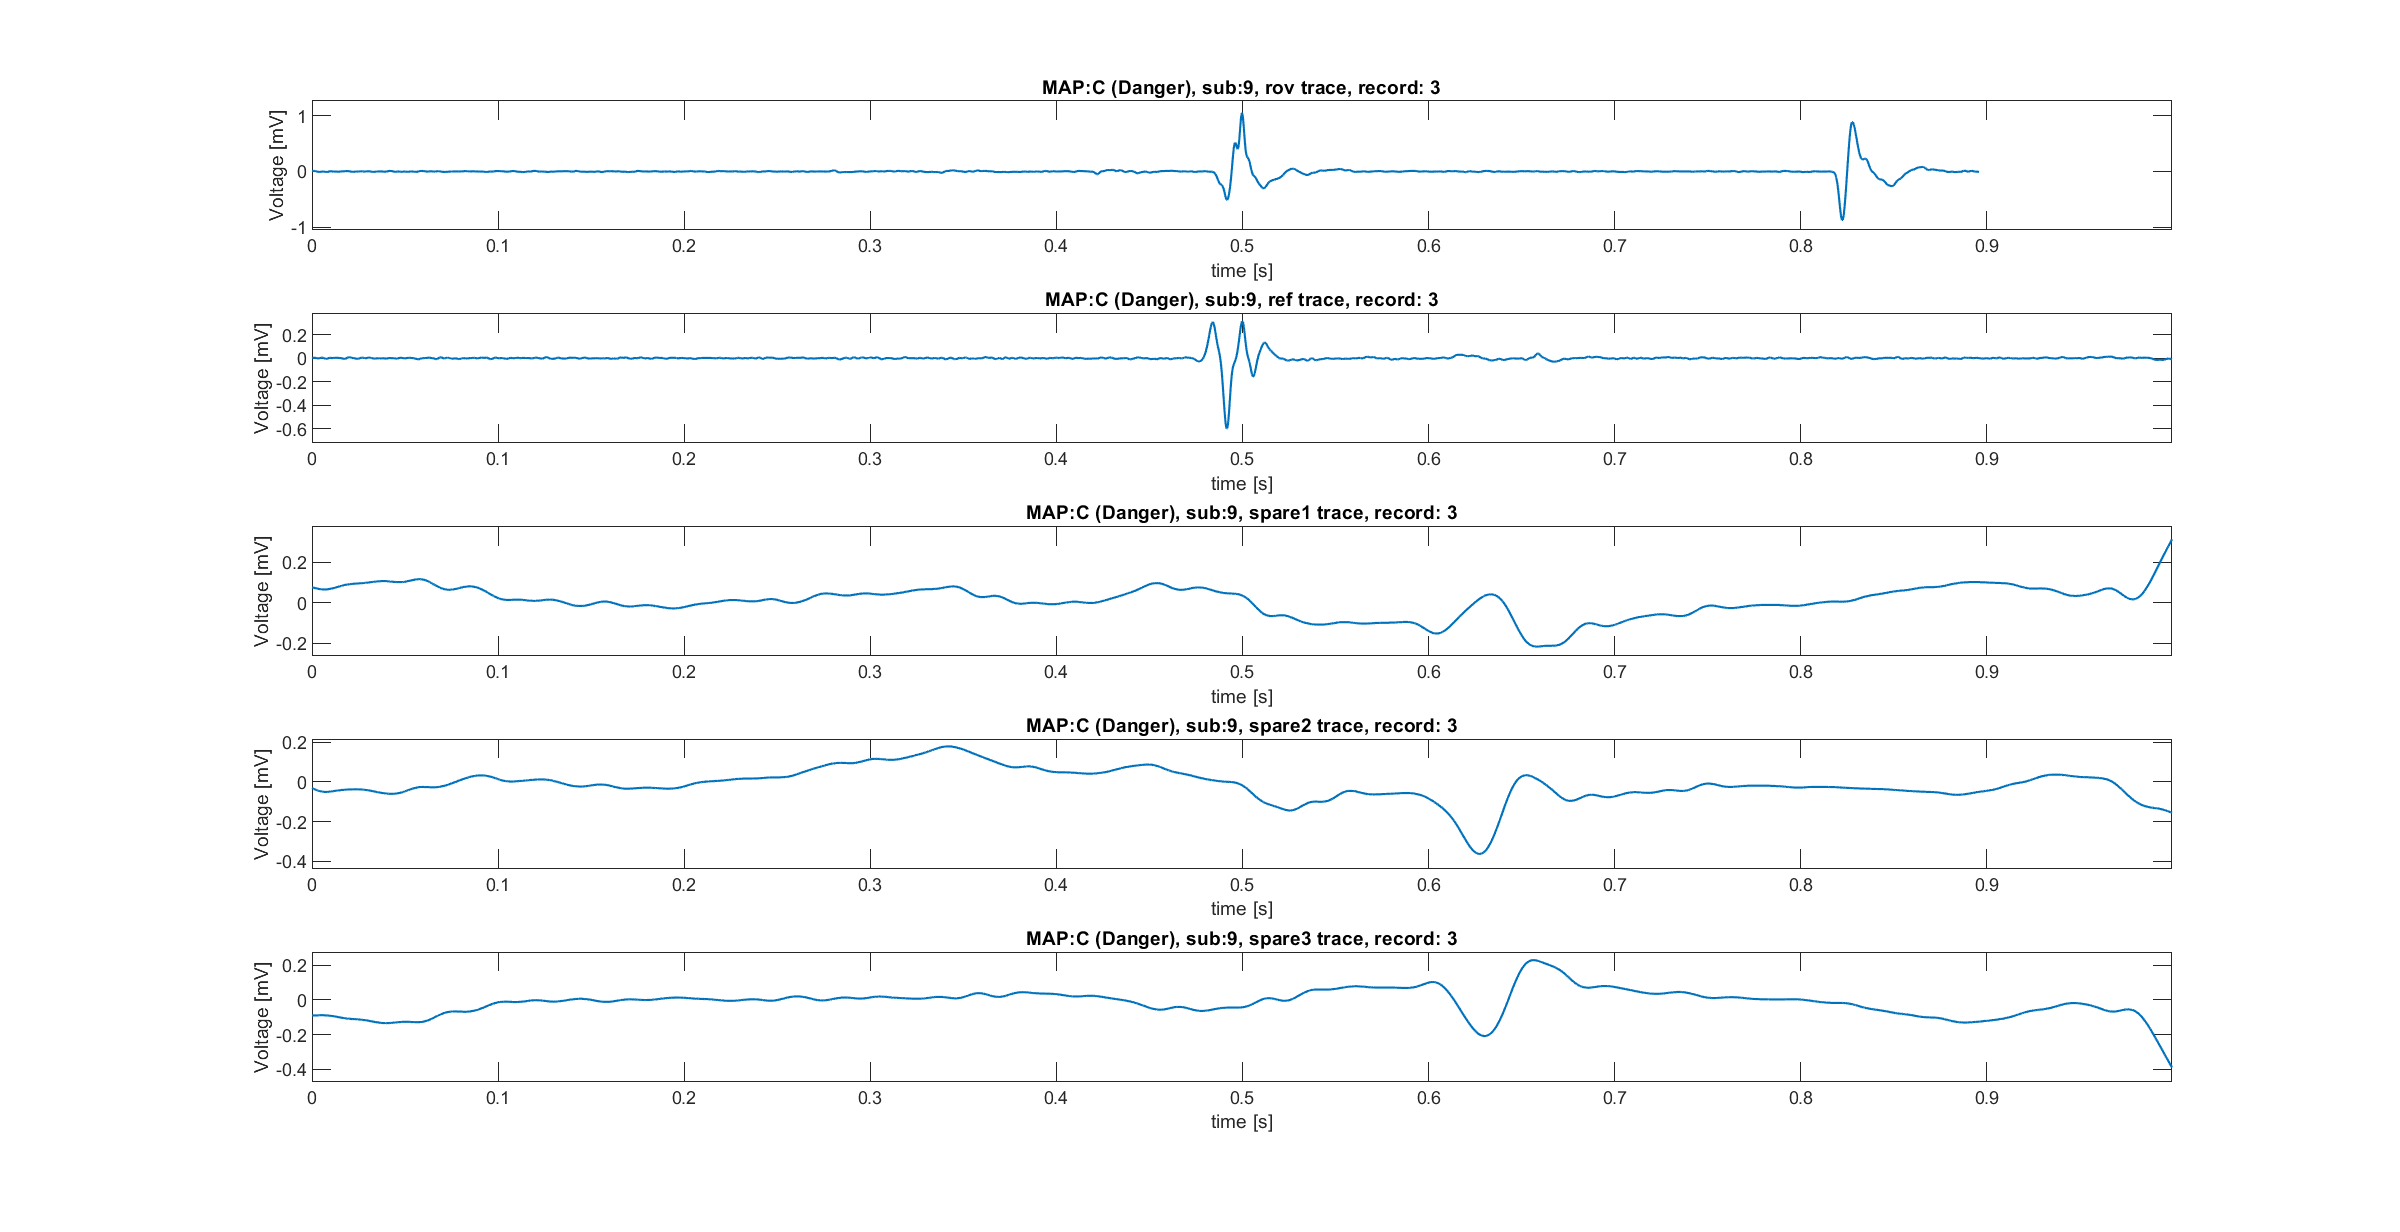 MAP:C (Danger), sub:9, rov trace, record: 3
Voltage [mV]
1
0
-1
0 0.1 0.2 0.3 0.4 0.5 0.6 0.7 0.8 0.9
time [s]
MAP:C (Danger), sub:9, ref trace, record: 3
Voltage [mV]
0.2
0
-0.2
-0.4
-0.6
0 0.1 0.2 0.3 0.4 0.5 0.6 0.7 0.8 0.9
time [s]
MAP:C (Danger), sub:9, spare1 trace, record: 3
Voltage [mV]
0.2
0
-0.2
0 0.1 0.2 0.3 0.4 0.5 0.6 0.7 0.8 0.9
time [s]
MAP:C (Danger), sub:9, spare2 trace, record: 3
Voltage [mV]
0.2
0
-0.2
-0.4
0 0.1 0.2 0.3 0.4 0.5 0.6 0.7 0.8 0.9
time [s]
MAP:C (Danger), sub:9, spare3 trace, record: 3
Voltage [mV]
0.2
0
-0.2
-0.4
0 0.1 0.2 0.3 0.4 0.5 0.6 0.7 0.8 0.9
time [s]